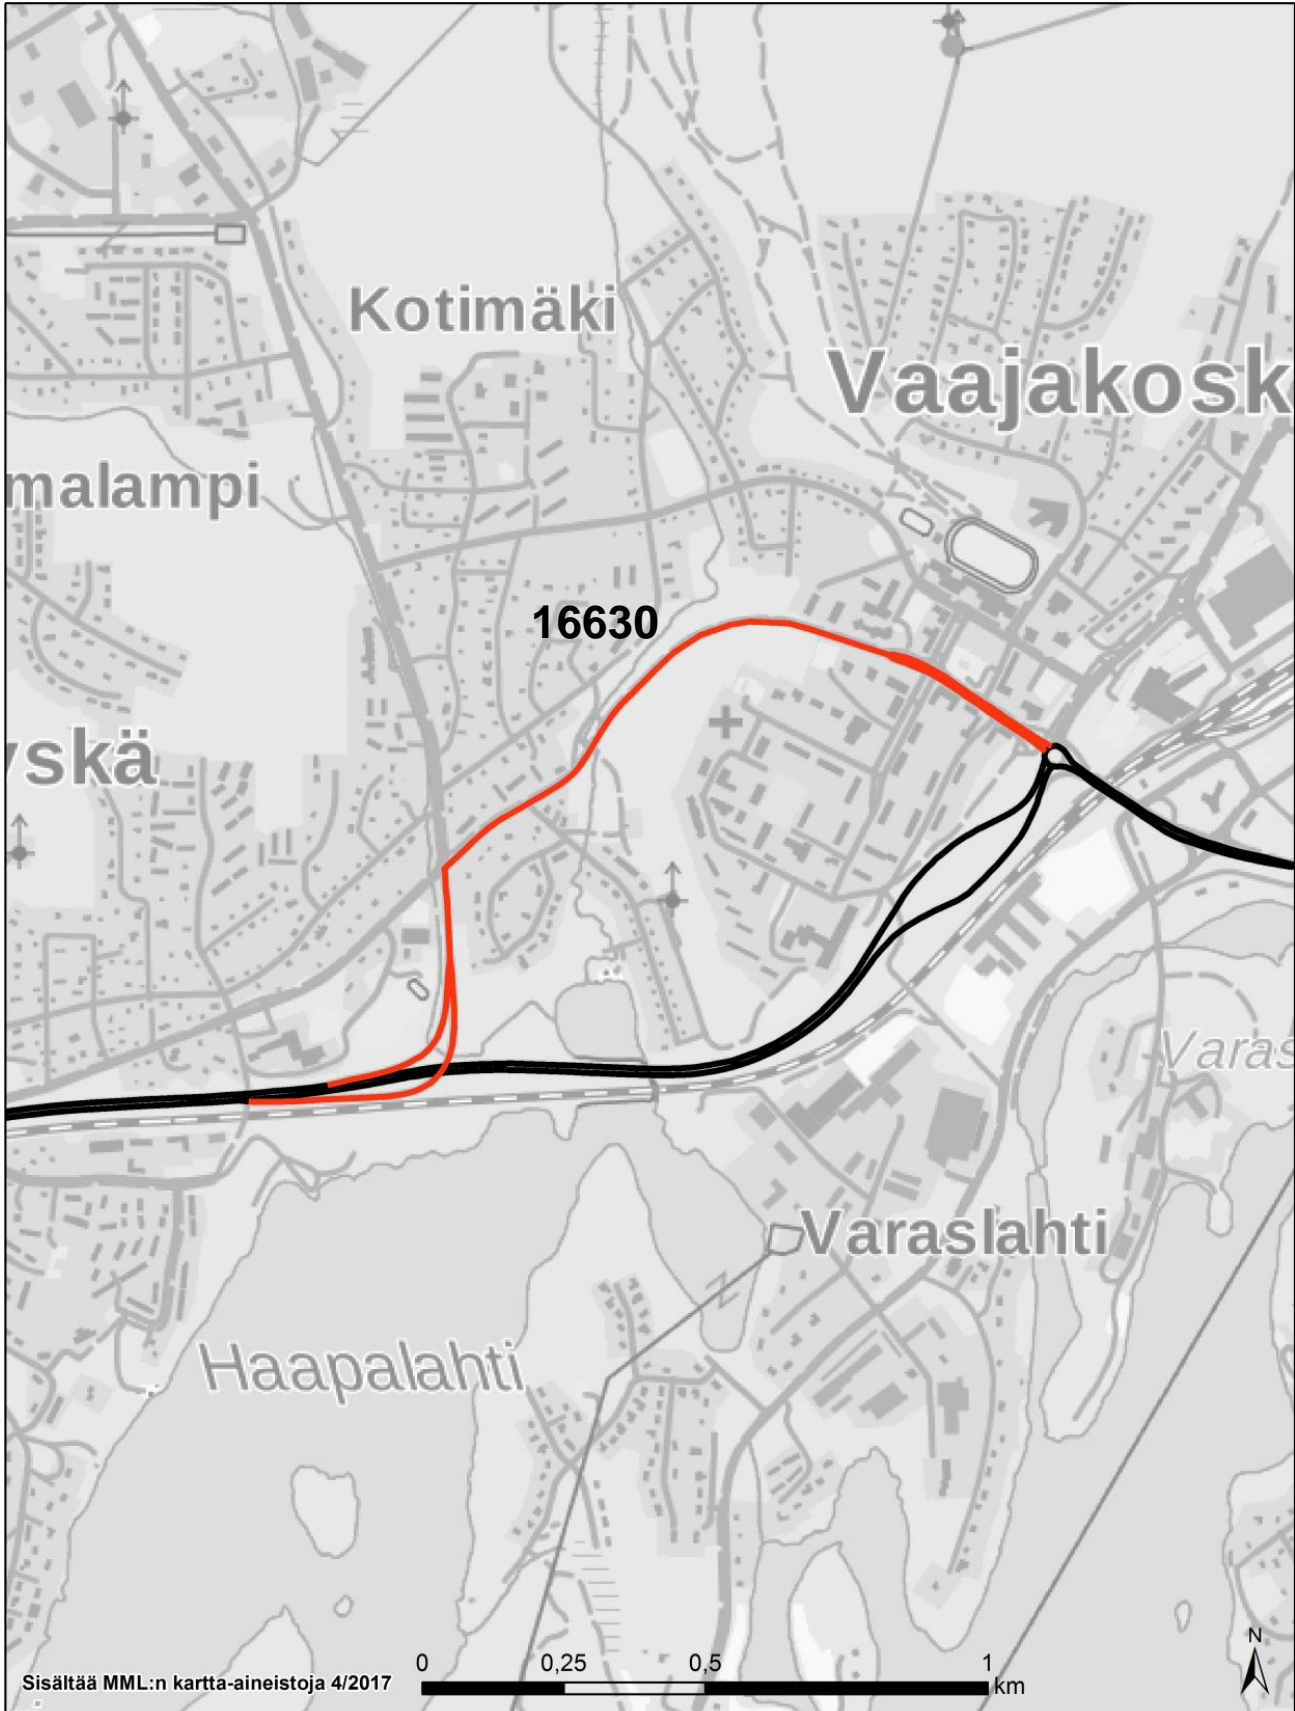 Kotimäki
Vaajakosk
malampi
16630
yskä
Varas
Varaslahti
Haapalahti
N
0 0,25 0,5 1
km
Sisältää MML:n kartta-aineistoja 4/2017